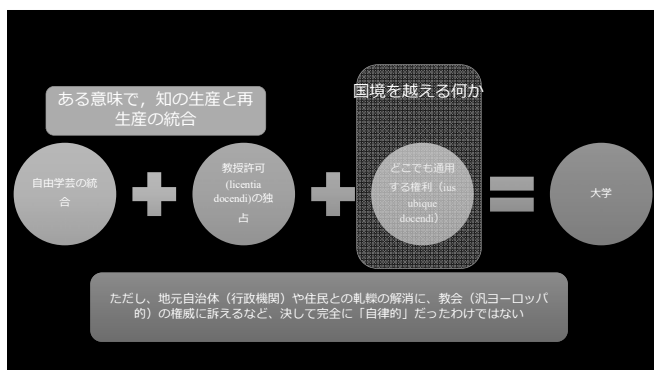 ある意味で，知の生産と再
生産の統合
国境を越える何か
自由学芸の統
合
教授許可
(licentia
docendi)の独
占
どこでも通用
する権利（ius
ubique
docendi）
大学
ただし、地元自治体（行政機関）や住民との軋轢の解消に、教会（汎ヨーロッパ
的）の権威に訴えるなど、決して完全に「自律的」だったわけではない